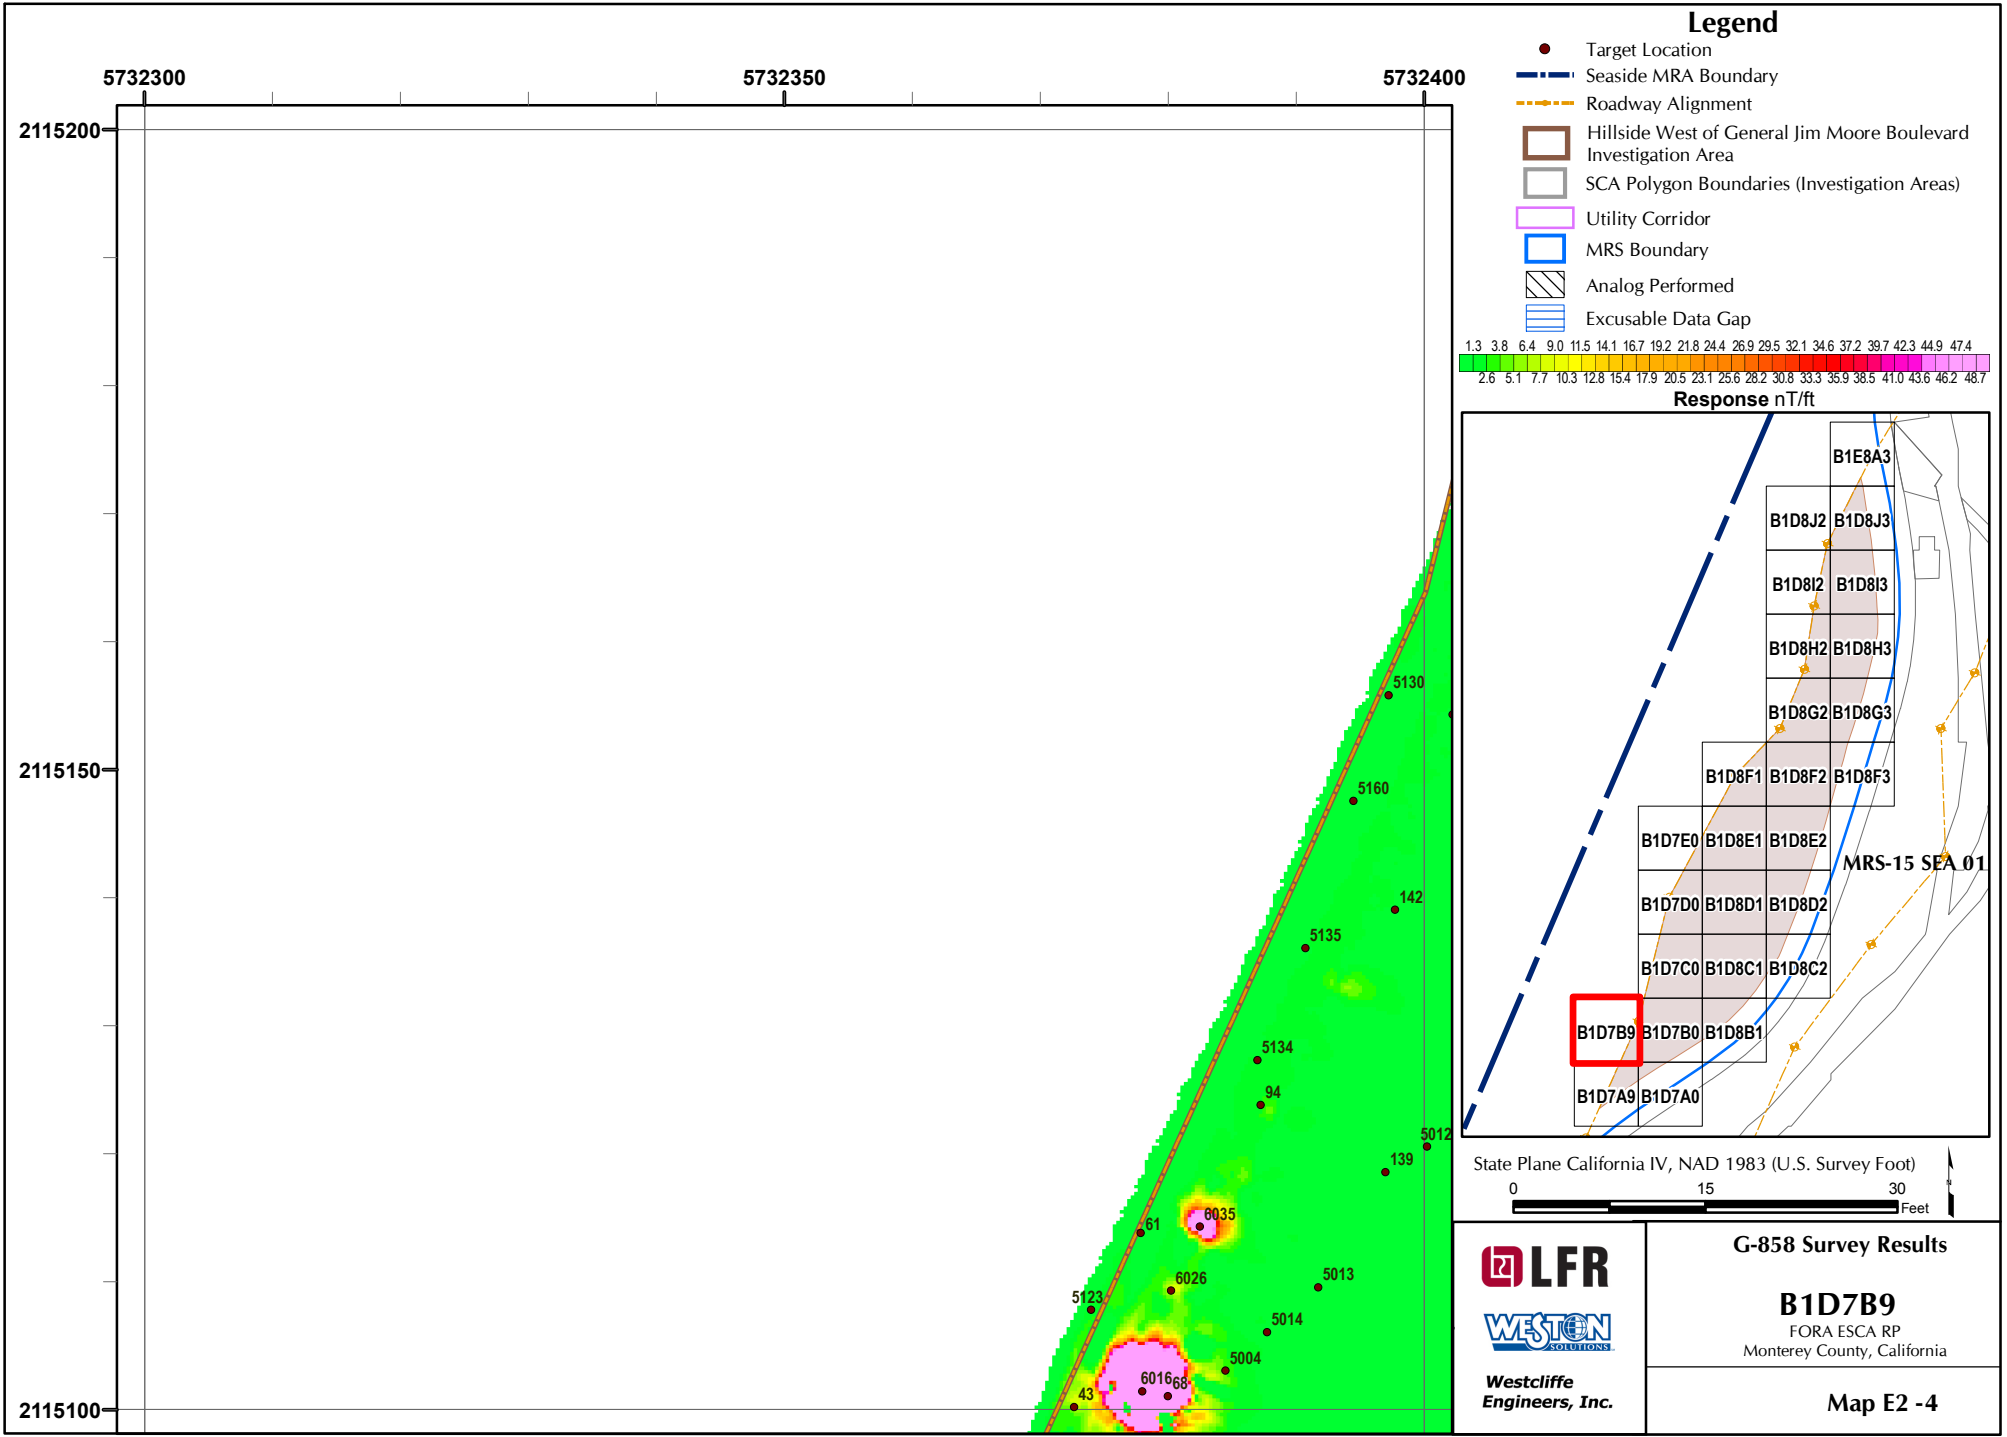 Legend
Target Location
Seaside MRA Boundary
Roadway Alignment
Hillside West of General Jim Moore Boulevard
Investigation Area
SCA Polygon Boundaries (Investigation Areas)
Utility Corridor
MRS Boundary
Analog Performed
Excusable Data Gap
1.3 3.8 6.4 9.0 11.5 14.1 16.7 19.2 21.8 24.4 26.9 29.5 32.1 34.6 37.2 39.7 42.3 44.9 47.4
2.6 5.1 7.7 10.3 12.8 15.4 17.9 20.5 23.1 25.6 28.2 30.8 33.3 35.9 38.5 41.0 43.6 46.2 48.7
Response nT/ft
5732300 5732350 5732400
2115200
2115150
2115100
5130
5160
142
5135
5134
94
5012
139
6035
61
6026
5013
5123
5014
5004
6016
68
43
B1E8A3
B1D8J2 B1D8J3
B1D8I2 B1D8I3
B1D8H2 B1D8H3
B1D8G2 B1D8G3
B1D8F1 B1D8F2 B1D8F3
B1D7E0 B1D8E1 B1D8E2
MRS-15 SEA 01
B1D7D0 B1D8D1 B1D8D2
B1D7C0 B1D8C1 B1D8C2
B1D7B9 B1D7B0 B1D8B1
B1D7A9 B1D7A0
State Plane California IV, NAD 1983 (U.S. Survey Foot)
0 15 30
Feet
N
LFR
WESTON
SOLUTIONS
Westcliffe
Engineers, Inc.
G-858 Survey Results
B1D7B9
FORA ESCA RP
Monterey County, California
Map E2 -4